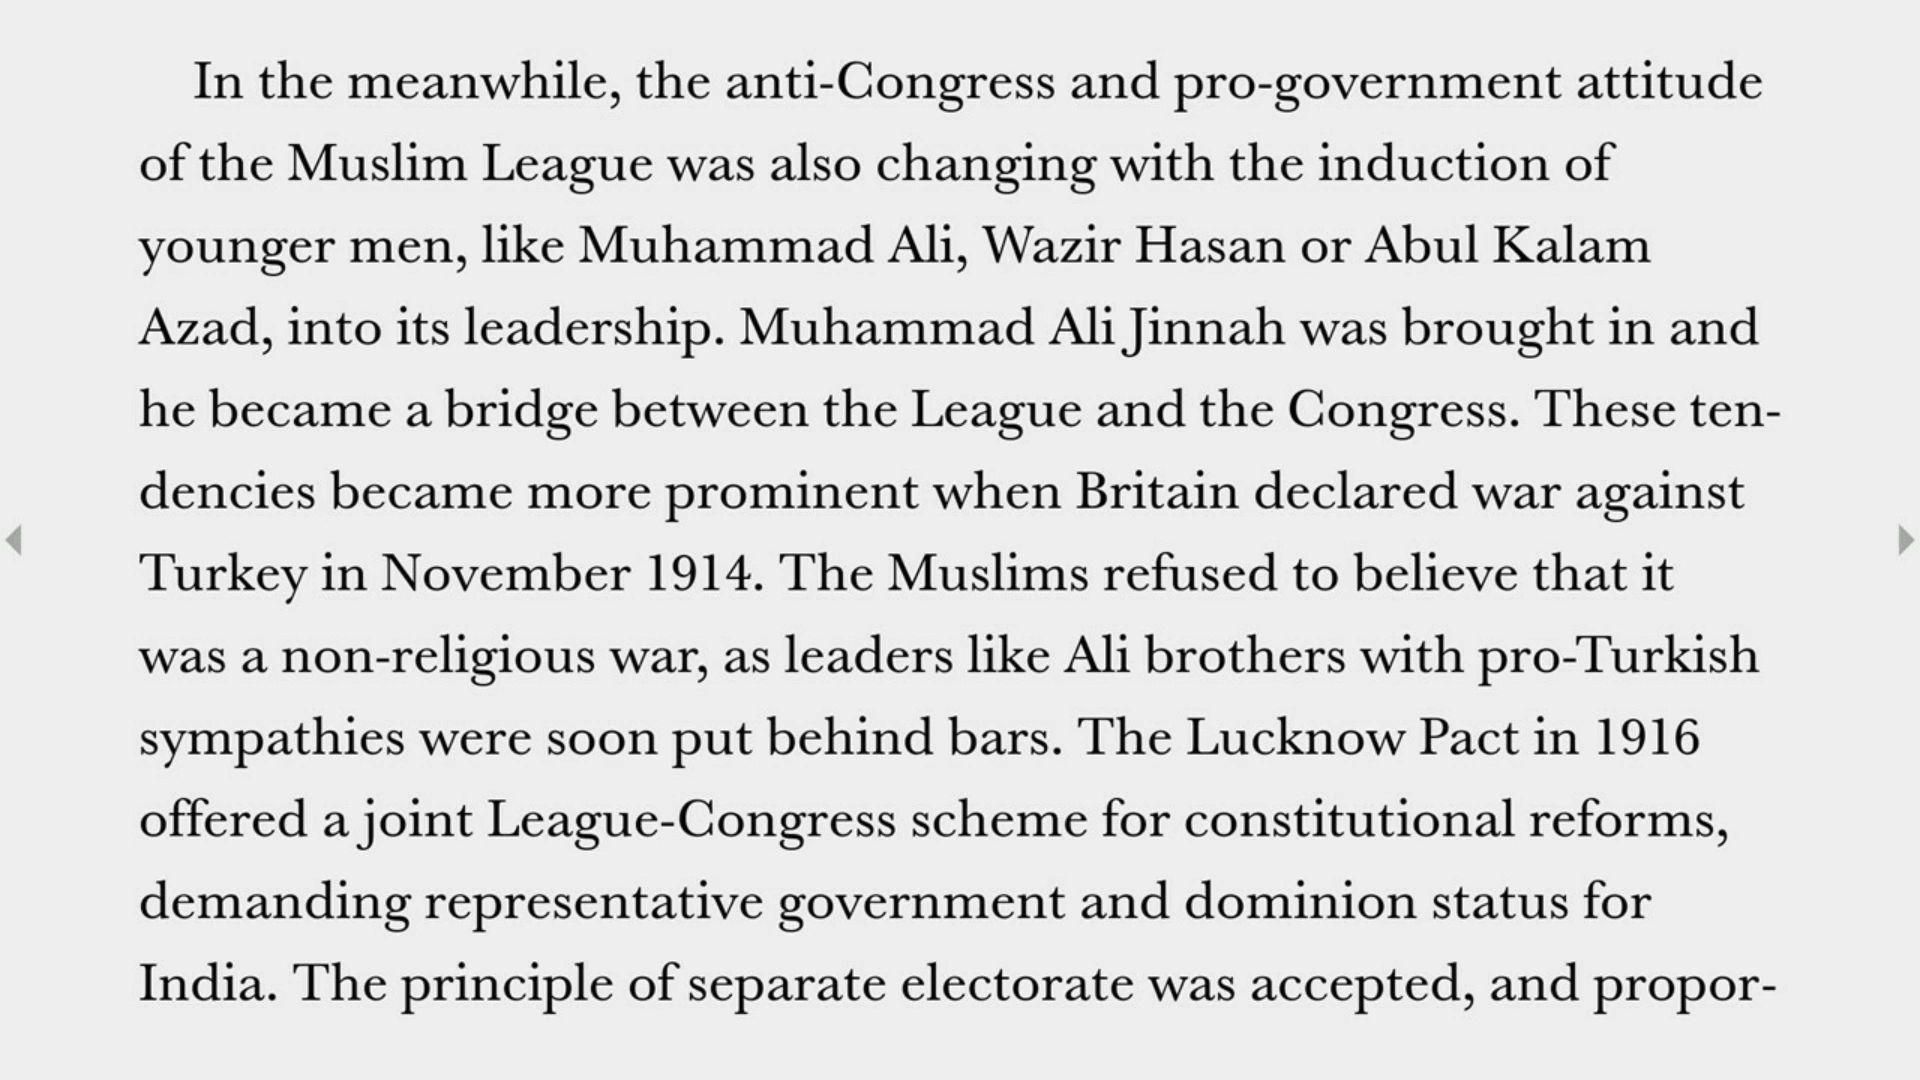 In the meanwhile, the anti-Congress and pro-government attitude
of the Muslim League was also changing with the induction of
younger men, like Muhammad Ali, Wazir Hasan or Abul Kalam
Azad, into its leadership. Muhammad Ali Jinnah was brought in and
he became a bridge between the League and the Congress. These ten-
dencies became more prominent when Britain declared war against
Turkey in November 1914. The Muslims refused to believe that it
was a non-religious war, as leaders like Ali brothers with pro-Turkish
sympathies were soon put behind bars. The Lucknow Pact in 1916
offered a joint League-Congress scheme for constitutional reforms,
demanding representative government and dominion status for
India. The principle of separate electorate was accepted, and propor-